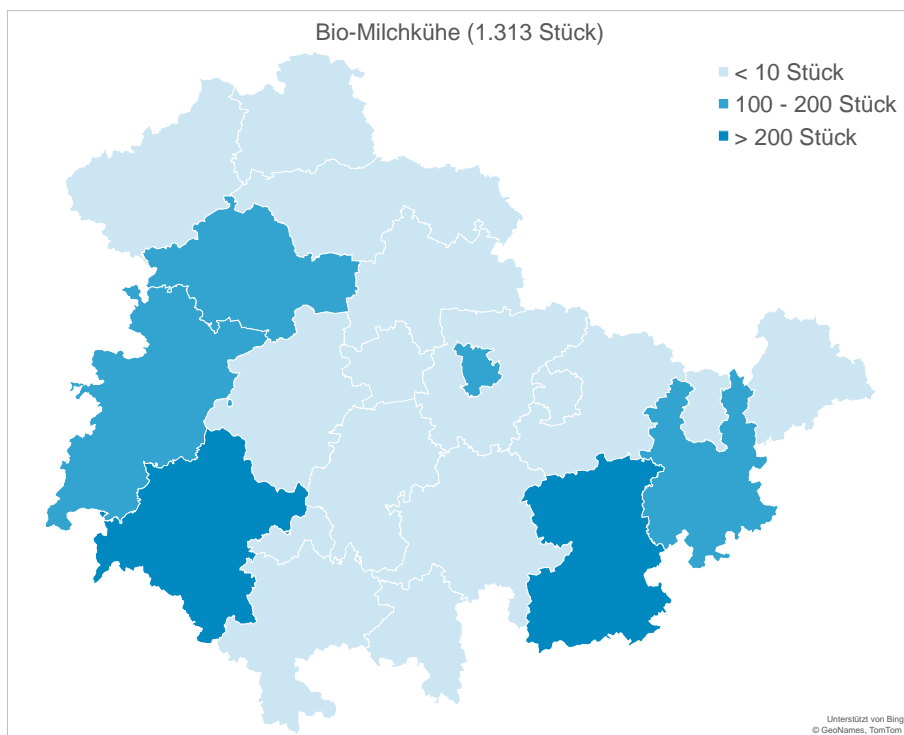 Bio-Milchkühe (1.313 Stück)
< 10 Stück
100 - 200 Stück
> 200 Stück
Unterstützt von Bing
© GeoNames, TomTom